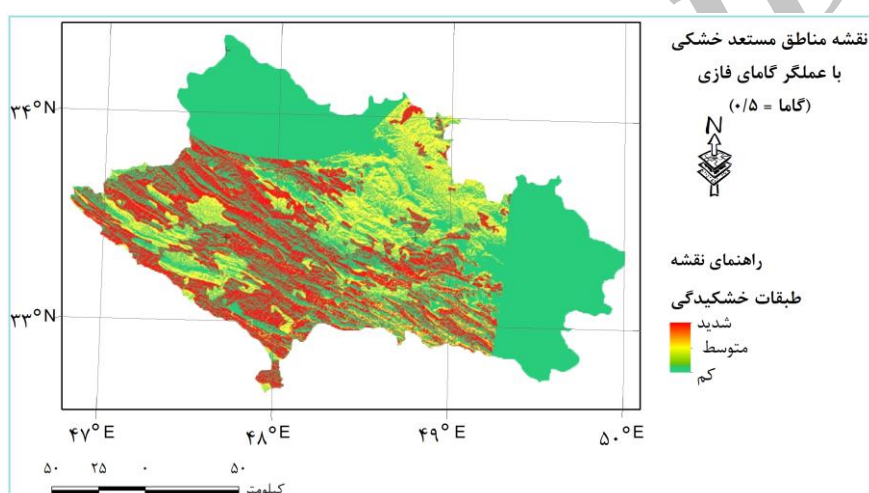 نقشه مناطق مستعد خشکی
با عملگر گامای فازی
(گاما = ۰/۵)
N
۳۴°N
۳۳°N
راهنمای نقشه
طبقات خشکیدگی
شدید
متوسط
کم
۴۷°E
۴۸°E
۴۹°E
۵۰°E
۵۰ ۲۵ ۰ ۵۰
کیلومتر